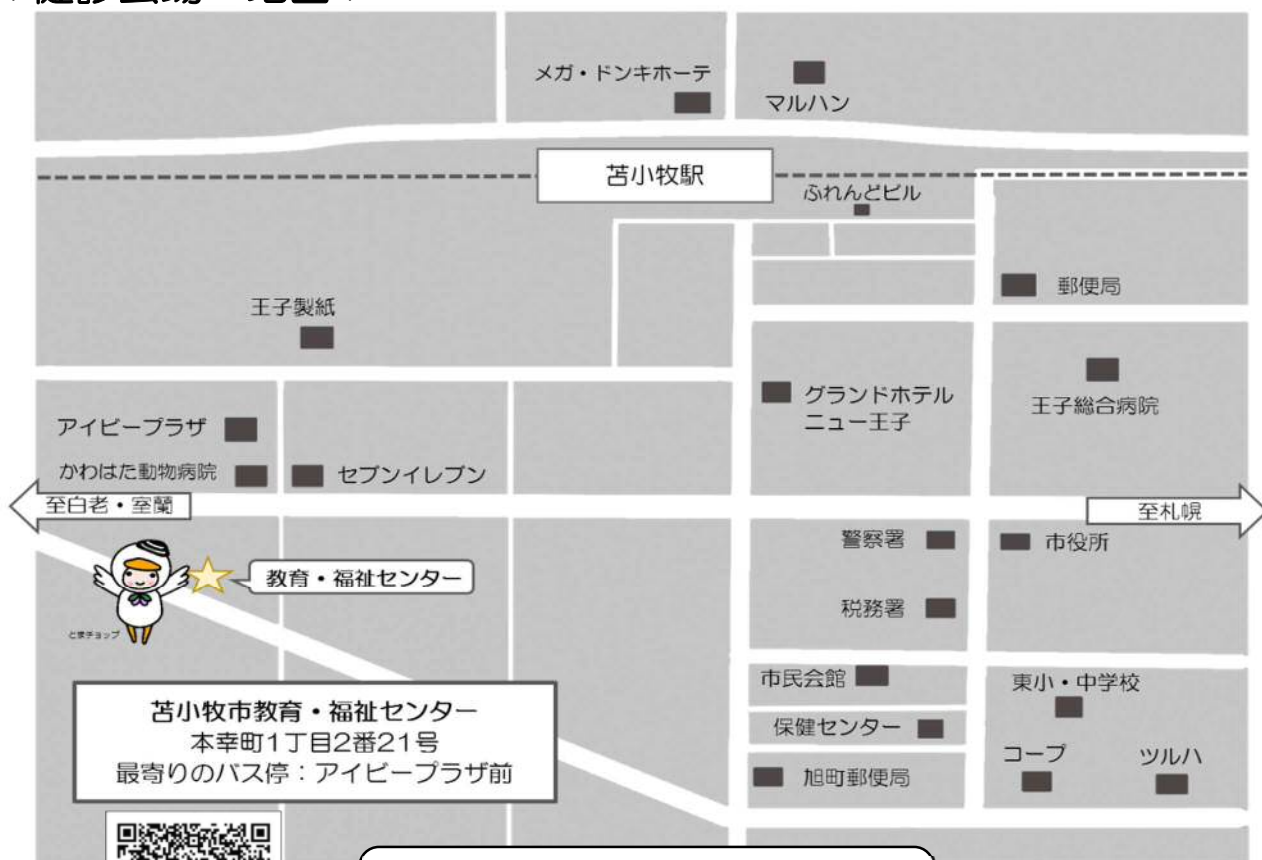 メガ・ドンキホーテ
マルハン
苫小牧駅
ふれんどビル
郵便局
王子製紙
グランドホテル
ニュー王子
王子総合病院
アイビープラザ
かわはた動物病院
セブンイレブン
至白老・室蘭
至札幌
警察署
市役所
教育・福祉センター
とまチョップ
税務署
市民会館
東小・中学校
保健センター
コープ
ツルハ
旭町郵便局
苫小牧市教育・福祉センター
本幸町1丁目2番21号
最寄りのバス停：アイビープラザ前